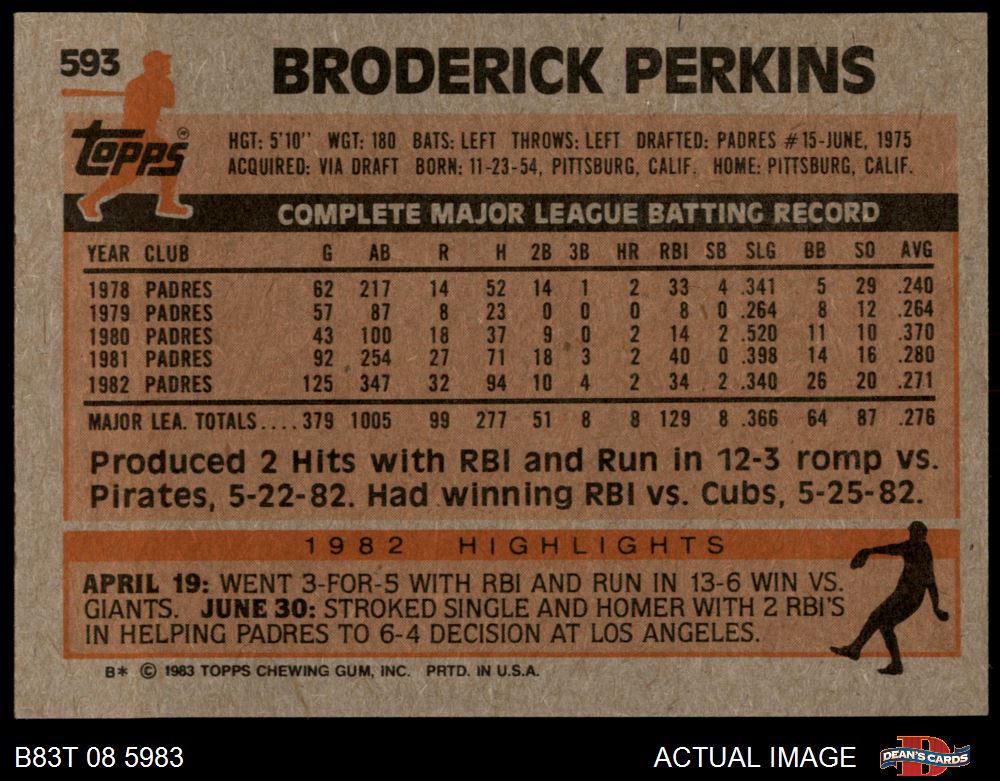 593
BRODERICK PERKINS
topps®
HGT: 5'10" WGT: 180 BATS: LEFT THROWS: LEFT DRAFTED: PADRES #15-JUNE, 1975
ACQUIRED: VIA DRAFT BORN: 11-23-54, PITTSBURG, CALIF. HOME: PITTSBURG, CALIF.
COMPLETE MAJOR LEAGUE BATTING RECORD
YEAR CLUB G AB R H 2B 3B HR RBI SB SLG BB SO AVG
1978 PADRES 62 217 14 52 14 1 2 33 4 .341 5 29 .240
1979 PADRES 57 87 8 23 0 0 0 8 0 .264 8 12 .264
1980 PADRES 43 100 18 37 9 0 2 14 2 .520 11 10 .370
1981 PADRES 92 254 27 71 18 3 2 40 0 .398 14 16 .280
1982 PADRES 125 347 32 94 10 4 2 34 2 .340 26 20 .271
MAJOR LEA. TOTALS.... 379 1005 99 277 51 8 8 129 8 .366 64 87 .276
Produced 2 Hits with RBI and Run in 12-3 romp vs.
Pirates, 5-22-82. Had winning RBI vs. Cubs, 5-25-82.
1982 HIGHLIGHTS
APRIL 19: WENT 3-FOR-5 WITH RBI AND RUN IN 13-6 WIN VS.
GIANTS. JUNE 30: STROKED SINGLE AND HOMER WITH 2 RBI'S
IN HELPING PADRES TO 6-4 DECISION AT LOS ANGELES.
B* © 1983 TOPPS CHEWING GUM, INC. PRTD. IN U.S.A.
B83T 08 5983
ACTUAL IMAGE
DEAN'S CARDS